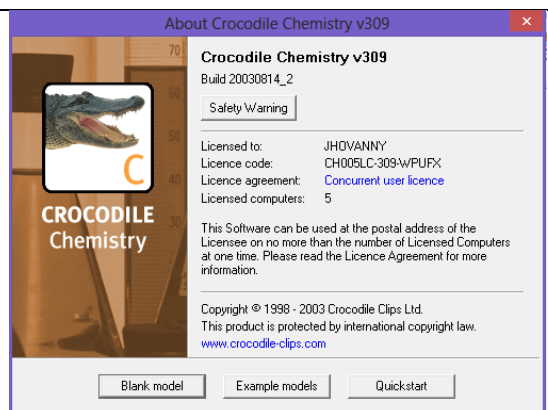 About Crocodile Chemistry v309
Crocodile Chemistry v309
Build 20030814_2
Safety Warning
Licensed to: JHOVANNY
Licence code: CH005LC-309-WPUFX
Licence agreement: Concurrent user licence
Licensed computers: 5
This Software can be used at the postal address of the
Licensee on no more than the number of Licensed Computers
at one time. Please read the Licence Agreement for more
information.
Copyright © 1998 - 2003 Crocodile Clips Ltd.
This product is protected by international copyright law.
www.crocodile-clips.com
70
60
50
40
30
C
CROCODILE
Chemistry
Blank model
Example models
Quickstart